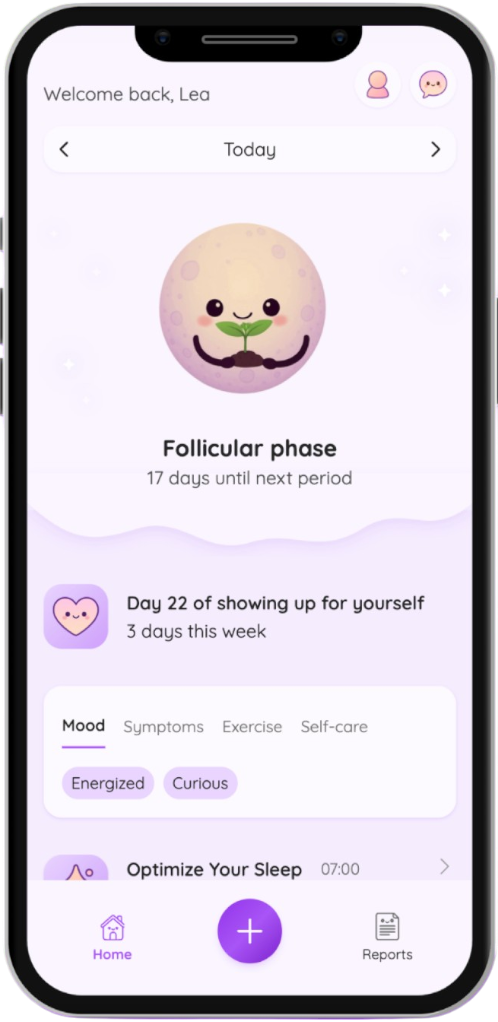 Welcome back, Lea
Today
Follicular phase
17 days until next period
Day 22 of showing up for yourself
3 days this week
Mood Symptoms Exercise Self-care
Energized Curious
Optimize Your Sleep 07:00
Home Reports